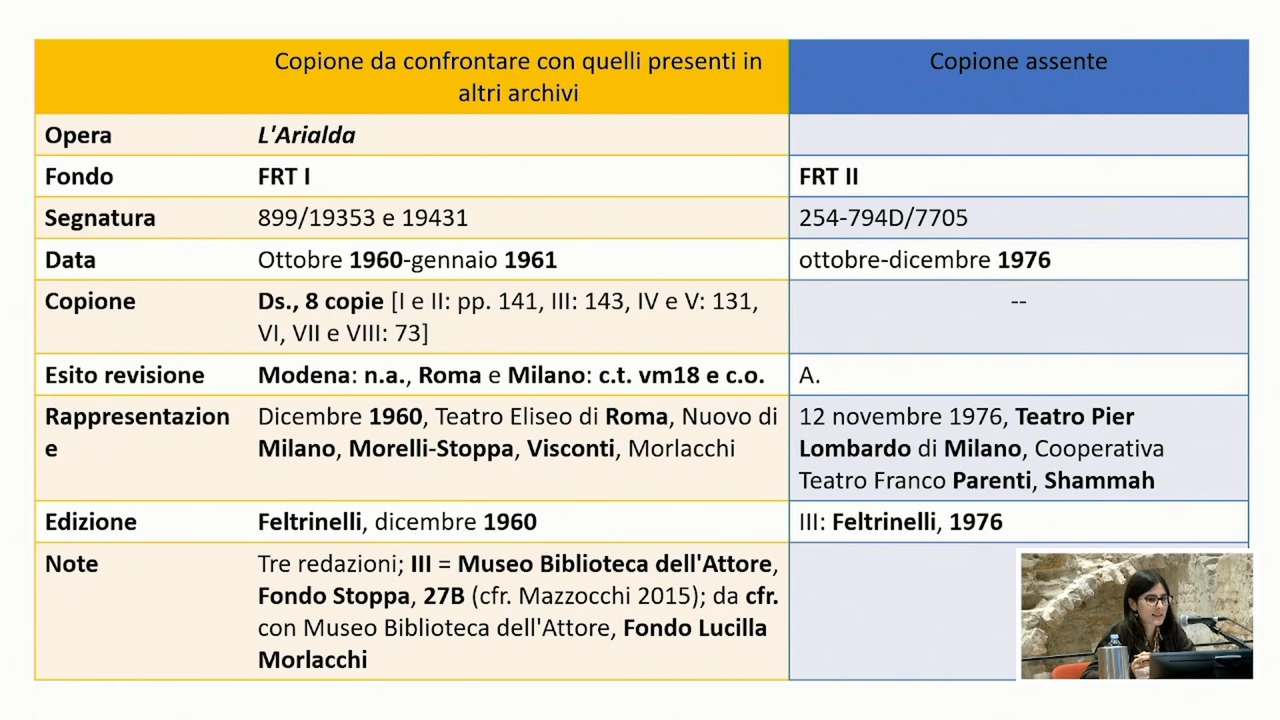 Copione da confrontare con quelli presenti in
altri archivi
Copione assente
Opera
L'Arialda
Fondo
FRT I
FRT II
Segnatura
899/19353 e 19431
254-794D/7705
Data
Ottobre 1960-gennaio 1961
ottobre-dicembre 1976
Copione
Ds., 8 copie [I e II: pp. 141, III: 143, IV e V: 131,
VI, VII e VIII: 73]
--
Esito revisione
Modena: n.a., Roma e Milano: c.t. vm18 e c.o.
A.
Rappresentazion
e
Dicembre 1960, Teatro Eliseo di Roma, Nuovo di
Milano, Morelli-Stoppa, Visconti, Morlacchi
12 novembre 1976, Teatro Pier
Lombardo di Milano, Cooperativa
Teatro Franco Parenti, Shammah
Edizione
Feltrinelli, dicembre 1960
III: Feltrinelli, 1976
Note
Tre redazioni; III = Museo Biblioteca dell'Attore,
Fondo Stoppa, 27B (cfr. Mazzocchi 2015); da cfr.
con Museo Biblioteca dell'Attore, Fondo Lucilla
Morlacchi